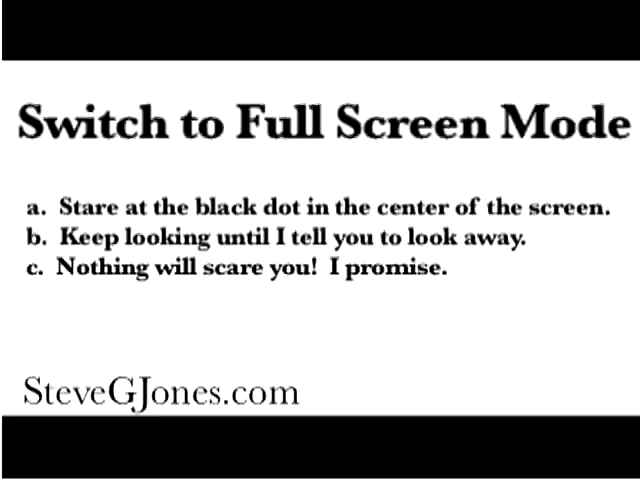 Switch to Full Screen Mode
a. Stare at the black dot in the center of the screen.
b. Keep looking until I tell you to look away.
c. Nothing will scare you! I promise.
SteveGJones.com